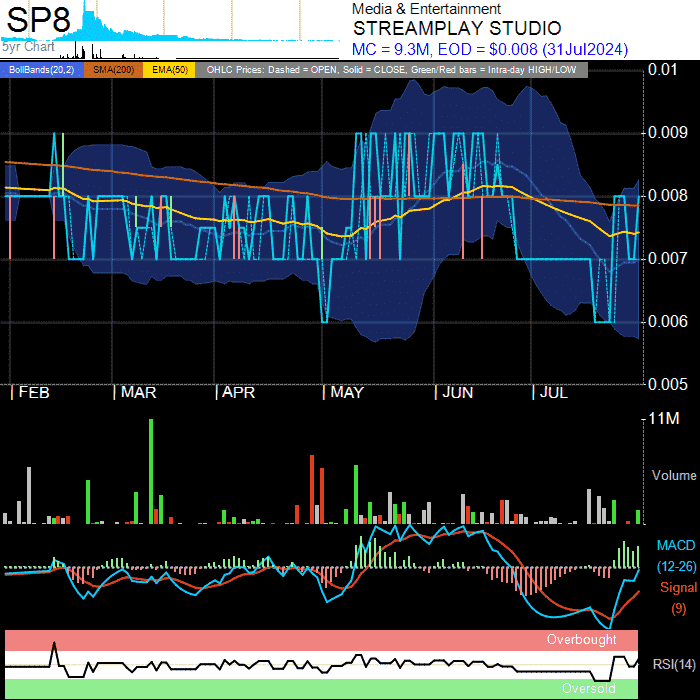 SP8
5yr Chart
Media & Entertainment
STREAMPLAY STUDIO
MC = 9.3M, EOD = $0.008 (31Jul2024)
BollBands(20,2) SMA(200) EMA(50) OHLC Prices: Dashed = OPEN, Solid = CLOSE, Green/Red bars = Intra-day HIGH/LOW
0.01
0.009
0.008
0.007
0.006
0.005
FEB MAR APR MAY JUN JUL
11M
Volume
MACD
(12-26)
Signal
(9)
Overbought
RSI(14)
Oversold